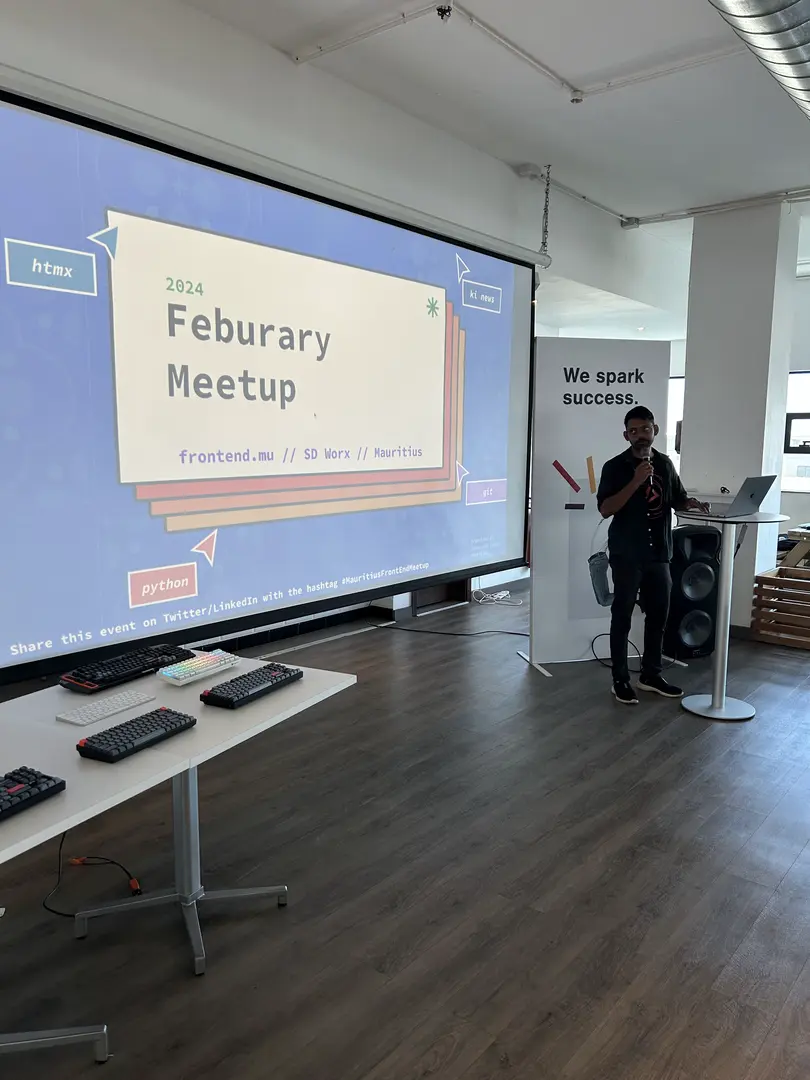 htmx
2024
Feburary
Meetup
frontend.mu // SD Worx // Mauritius
ki news
git
python
Share this event on Twitter/LinkedIn with the hashtag #MauritiusFrontEndMeetup
We spark
success.